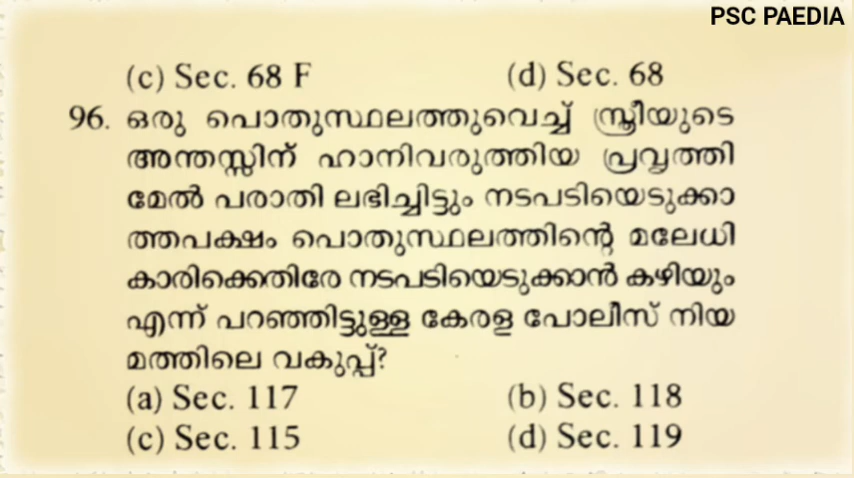 PSC PAEDIA
(c) Sec. 68 F (d) Sec. 68
96. ഒരു പൊതുസ്ഥലത്തുവെച്ച് സ്ത്രീയുടെ
അന്തസ്സിന് ഹാനിവരുത്തിയ പ്രവൃത്തി
മേൽ പരാതി ലഭിച്ചിട്ടും നടപടിയെടുക്കാ
ത്തപക്ഷം പൊതുസ്ഥലത്തിന്റെ മലേധി
കാരിക്കെതിരേ നടപടിയെടുക്കാൻ കഴിയും
എന്ന് പറഞ്ഞിട്ടുള്ള കേരള പോലീസ് നിയ
മത്തിലെ വകുപ്പ്?
(a) Sec. 117 (b) Sec. 118
(c) Sec. 115 (d) Sec. 119